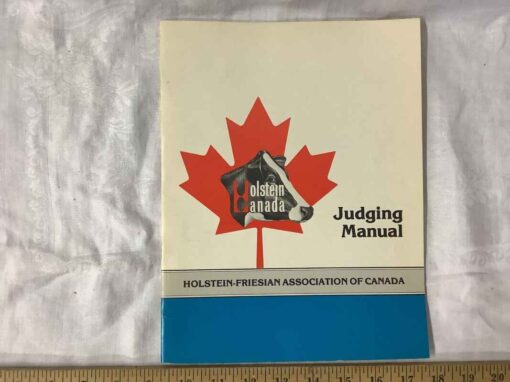 Holstein
Canada
Judging
Manual
HOLSTEIN-FRIESIAN ASSOCIATION OF CANADA